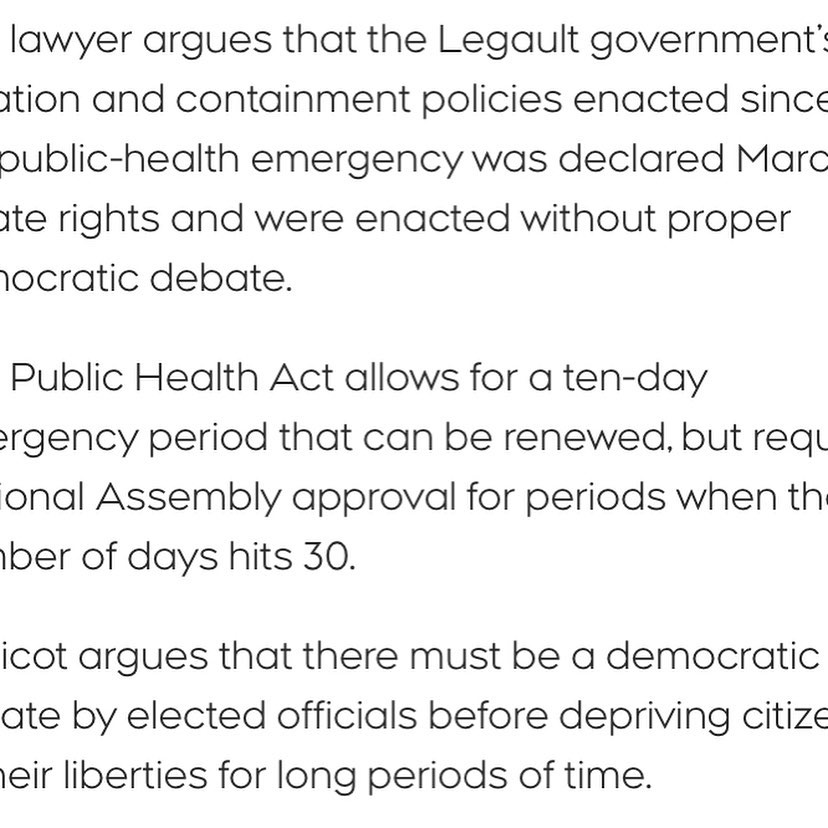 lawyer argues that the Legault government's
ation and containment policies enacted since
public-health emergency was declared Marc
ate rights and were enacted without proper
nocratic debate.
Public Health Act allows for a ten-day
ergency period that can be renewed, but requ
ional Assembly approval for periods when the
nber of days hits 30.
icot argues that there must be a democratic
ate by elected officials before depriving citize
heir liberties for long periods of time.